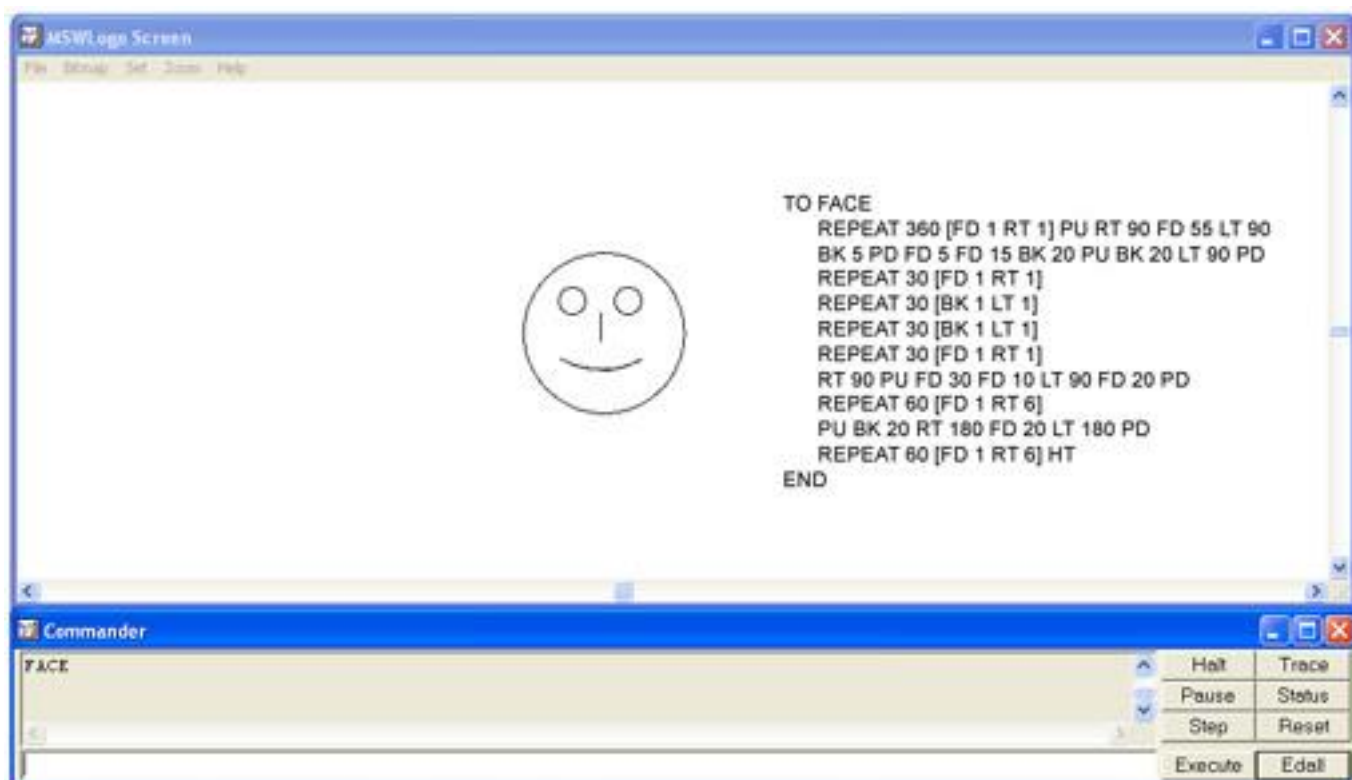 MSWLogo Screen
File Bitmap Set Zoom Help
TO FACE
REPEAT 360 [FD 1 RT 1] PU RT 90 FD 55 LT 90
BK 5 PD FD 5 FD 15 BK 20 PU BK 20 LT 90 PD
REPEAT 30 [FD 1 RT 1]
REPEAT 30 [BK 1 LT 1]
REPEAT 30 [BK 1 LT 1]
REPEAT 30 [FD 1 RT 1]
RT 90 PU FD 30 FD 10 LT 90 FD 20 PD
REPEAT 60 [FD 1 RT 6]
PU BK 20 RT 180 FD 20 LT 180 PD
REPEAT 60 [FD 1 RT 6] HT
END
Commander
FACE
Halt Trace
Pause Status
Step Reset
Execute Edall